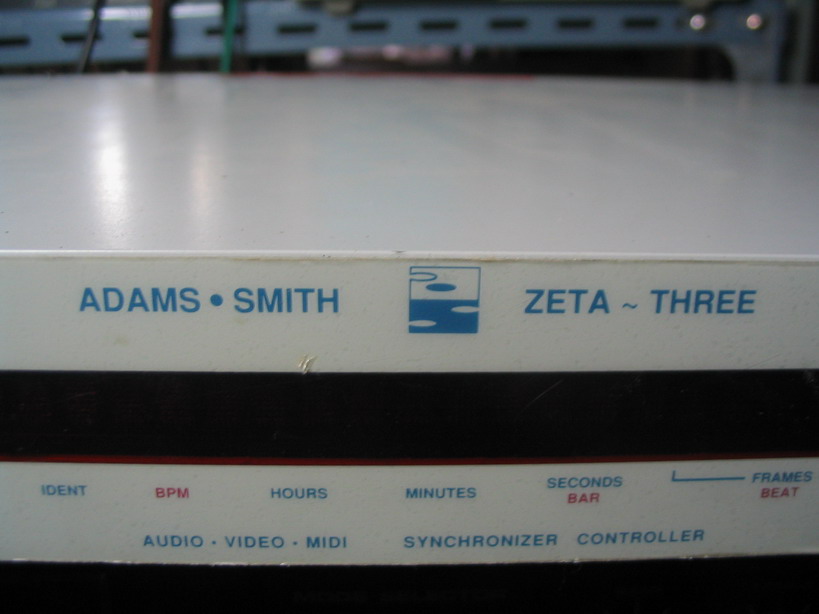 ADAMS • SMITH ZETA ~ THREE
IDENT BPM HOURS MINUTES SECONDS FRAMES
BAR BEAT
AUDIO · VIDEO · MIDI SYNCHRONIZER CONTROLLER